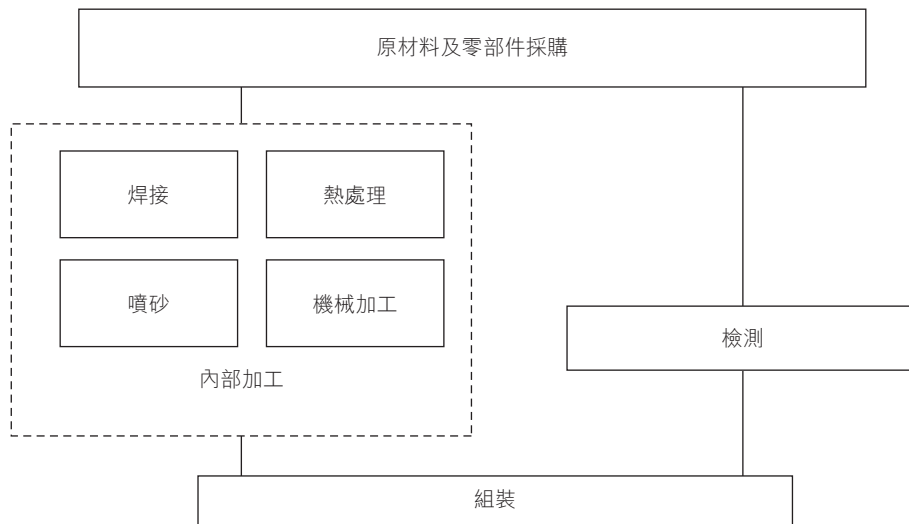 原材料及零部件採購
焊接
熱處理
噴砂
機械加工
內部加工
檢測
組裝